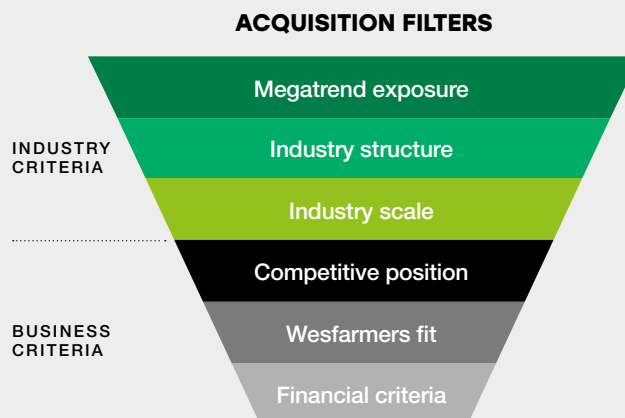 ACQUISITION FILTERS
Megatrend exposure
INDUSTRY
CRITERIA
Industry structure
Industry scale
Competitive position
BUSINESS
CRITERIA
Wesfarmers fit
Financial criteria